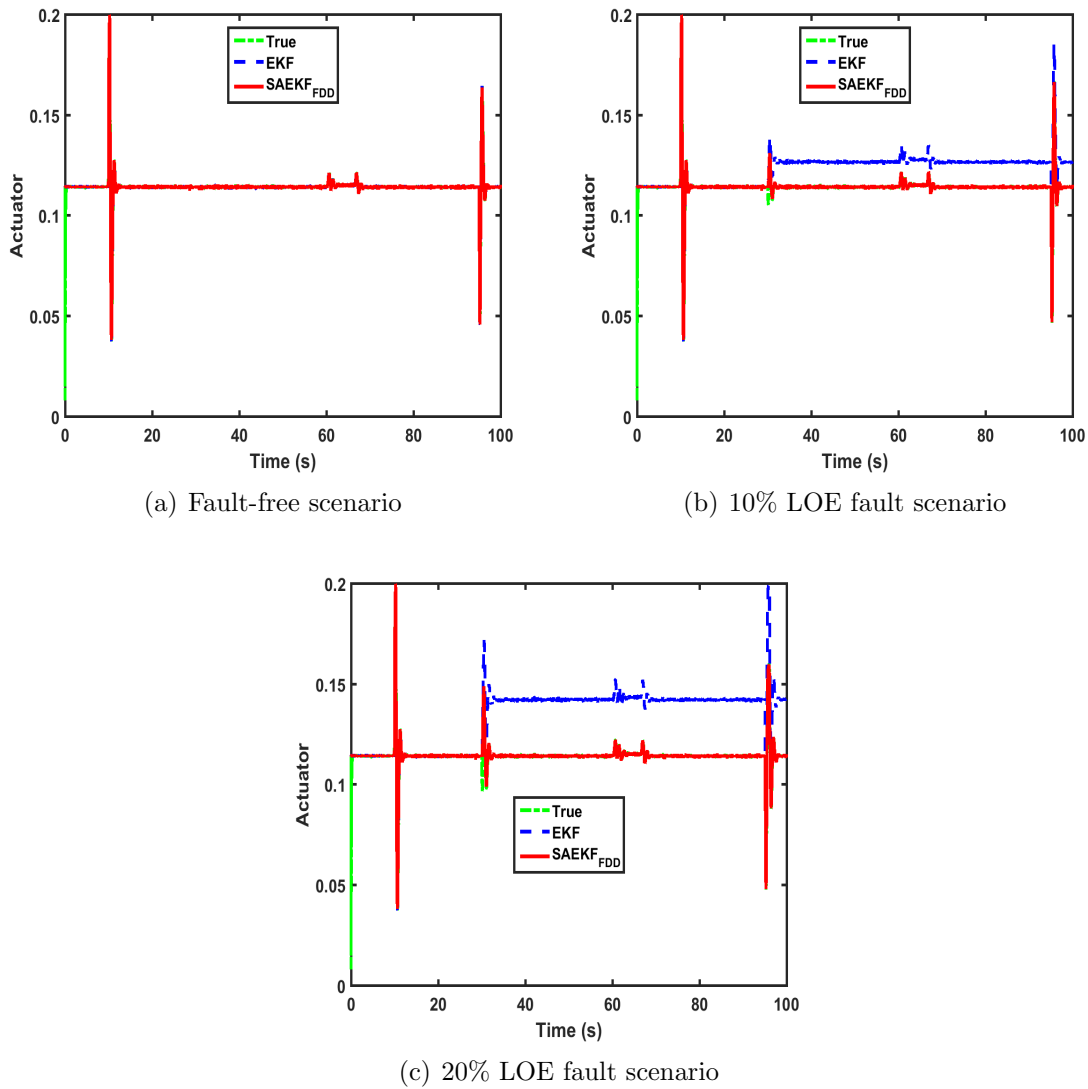 0.2
0.15
0.1
0.05
0
Actuator
True
EKF
SAEKF_FDD
0 20 40 60 80 100
Time (s)
(a) Fault-free scenario
0.2
0.15
0.1
0.05
0
Actuator
True
EKF
SAEKF_FDD
0 20 40 60 80 100
Time (s)
(b) 10% LOE fault scenario
0.2
0.15
0.1
0.05
0
Actuator
True
EKF
SAEKF_FDD
0 20 40 60 80 100
Time (s)
(c) 20% LOE fault scenario